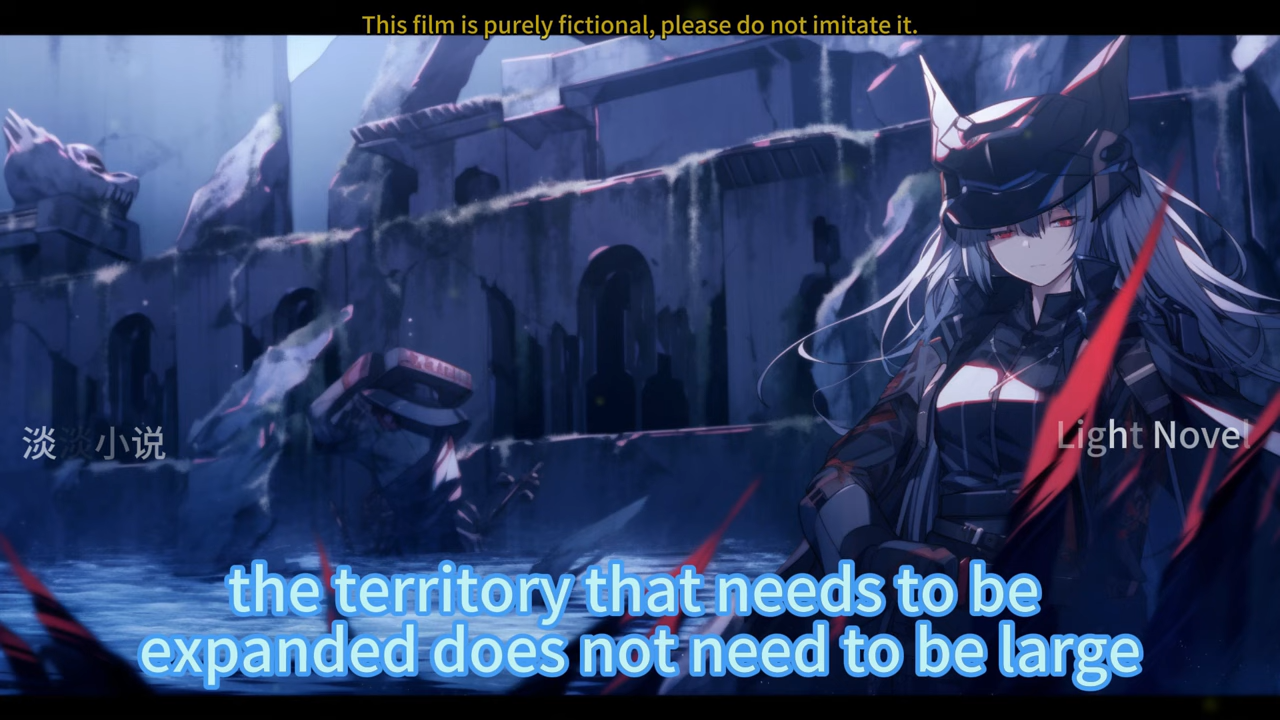 This film is purely fictional, please do not imitate it.
淡淡小说
Light Novel
the territory that needs to be
expanded does not need to be large